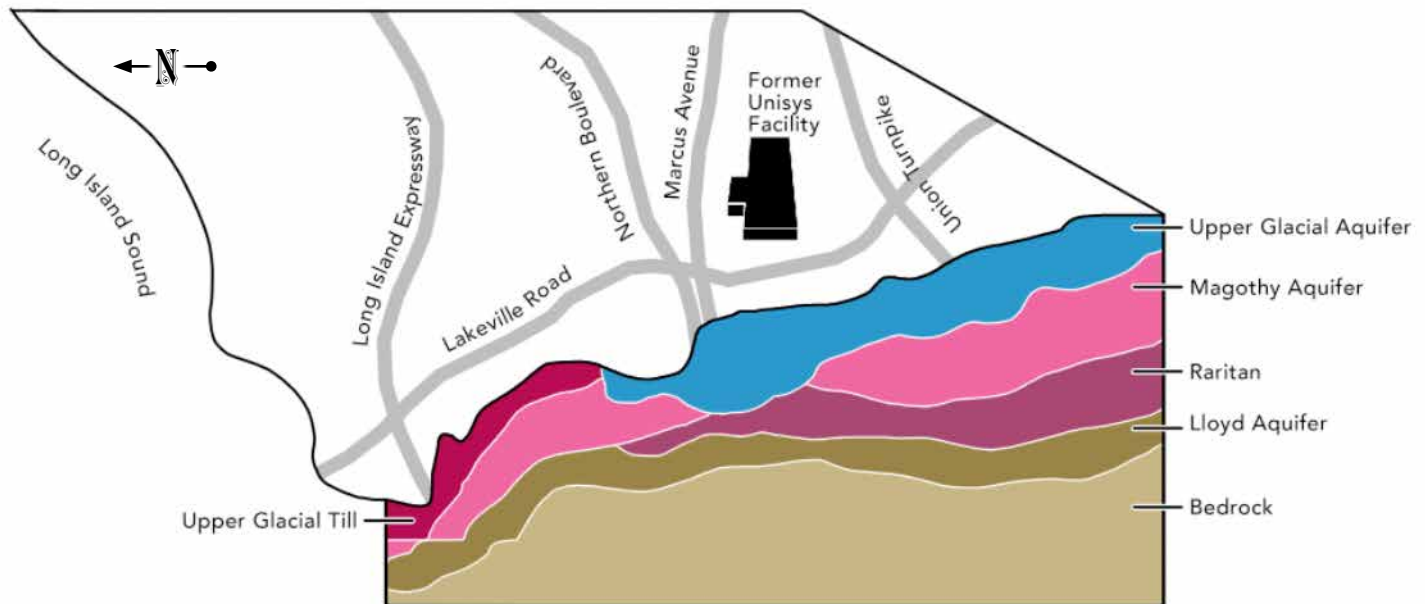 N
Long Island Sound
Long Island Expressway
Northern Boulevard
Marcus Avenue
Former
Unisys
Facility
Union Turnpike
Lakeville Road
Upper Glacial Aquifer
Magothy Aquifer
Raritan
Lloyd Aquifer
Bedrock
Upper Glacial Till